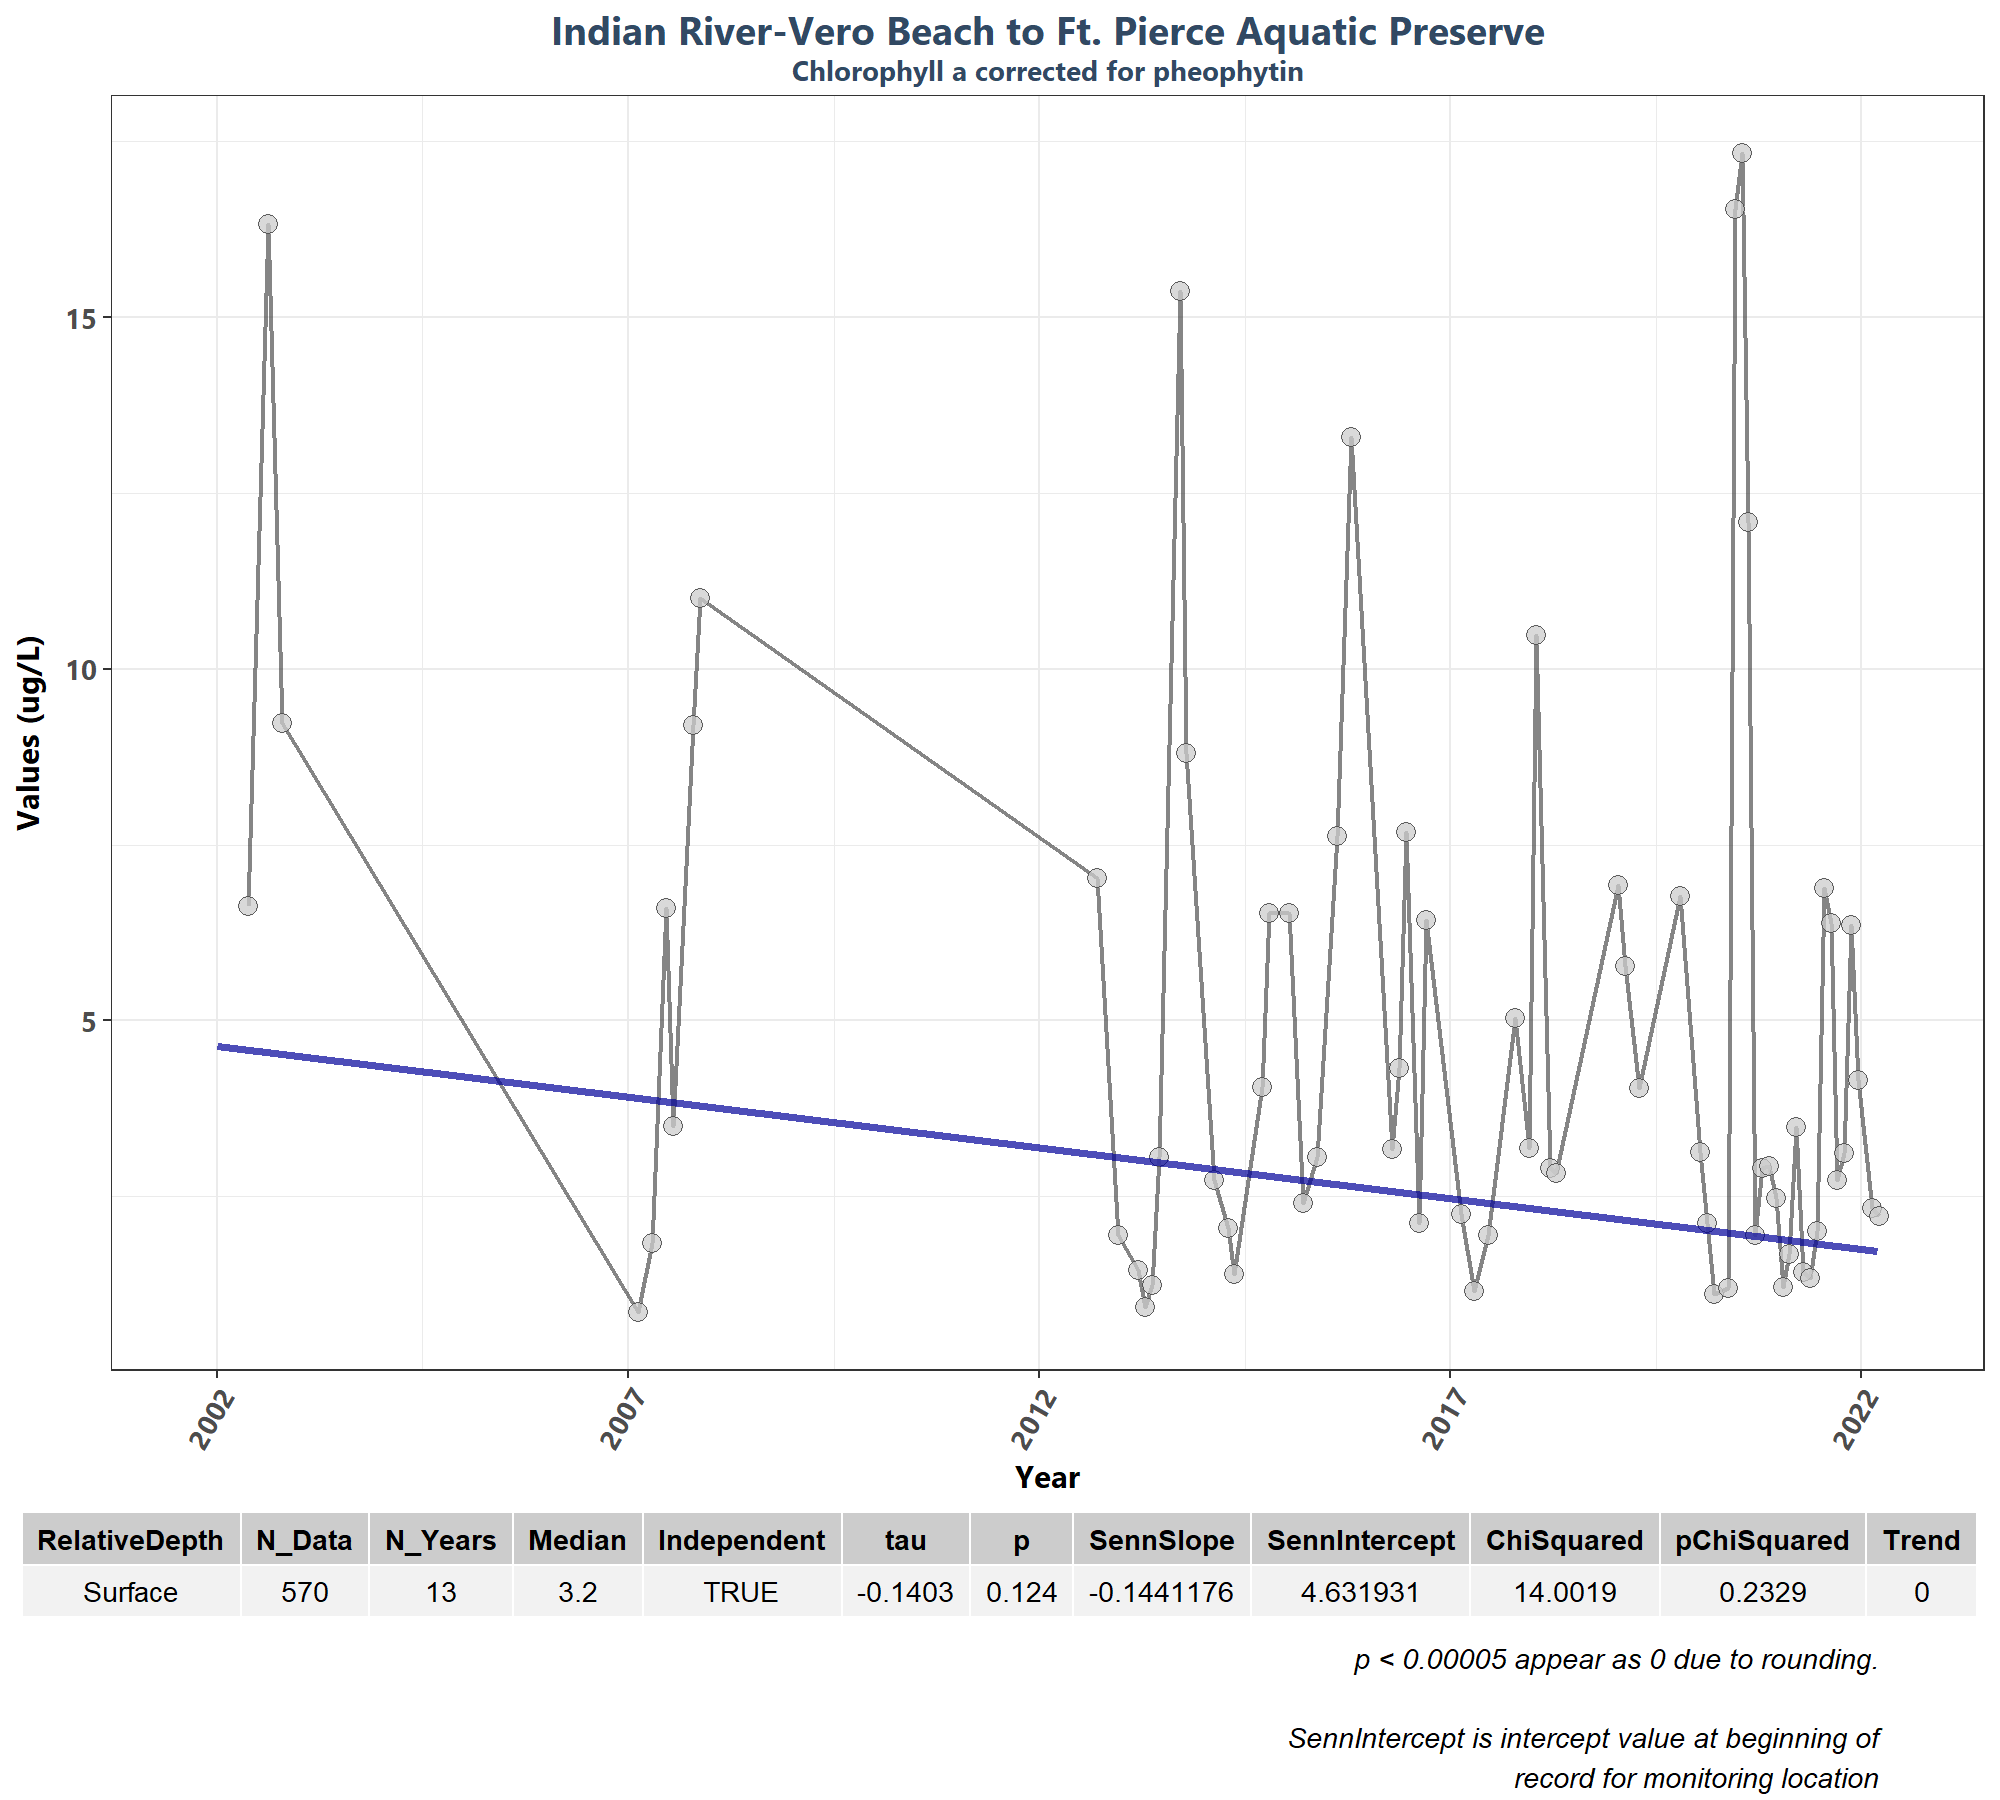 Indian River-Vero Beach to Ft. Pierce Aquatic Preserve
Chlorophyll a corrected for pheophytin
Values (ug/L)
15
10
5
2002
2007
2012
2017
2022
Year
RelativeDepth N_Data N_Years Median Independent tau p SennSlope SennIntercept ChiSquared pChiSquared Trend
Surface 570 13 3.2 TRUE -0.1403 0.124 -0.1441176 4.631931 14.0019 0.2329 0
p < 0.00005 appear as 0 due to rounding.
SennIntercept is intercept value at beginning of
record for monitoring location